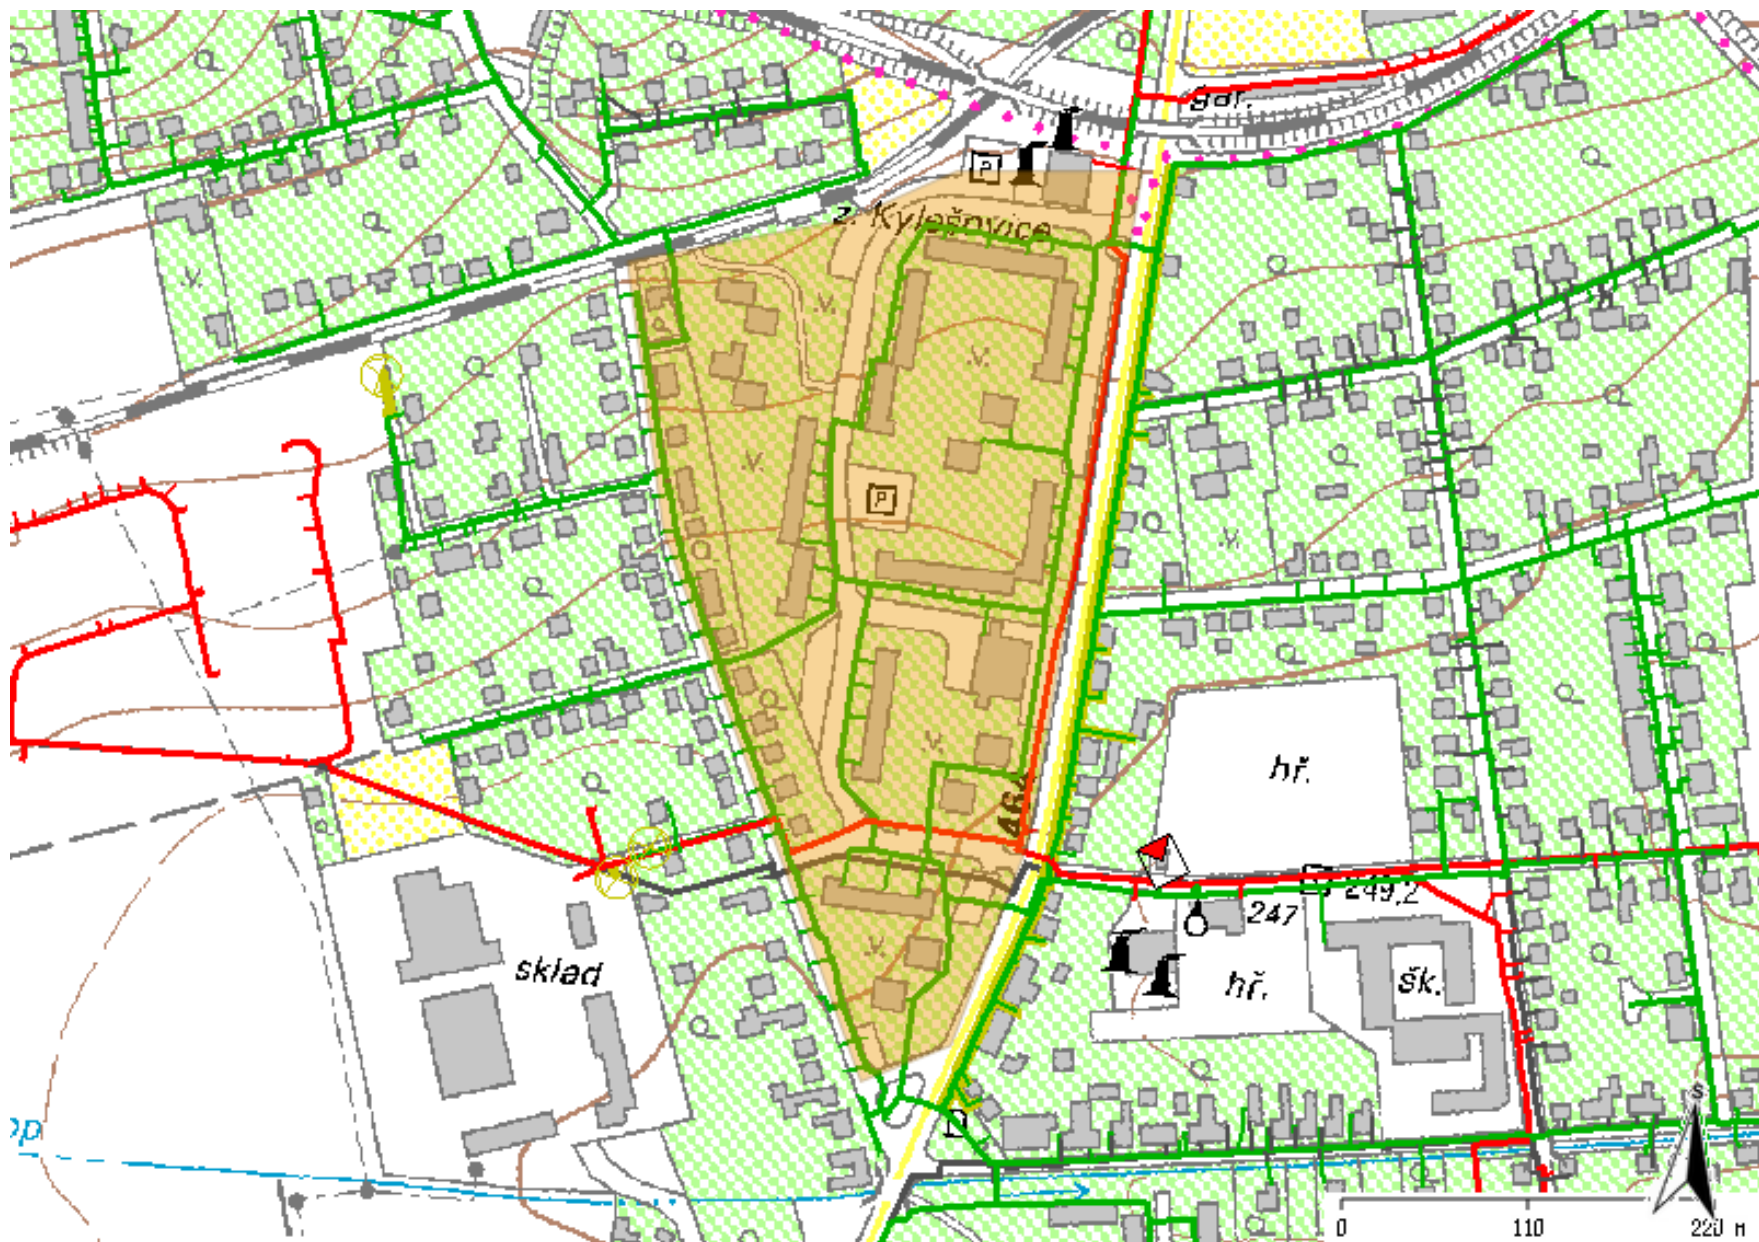 gar.
P
z. Kylešovice
.v.
.v.
.v.
.v.
P
.v.
hř.
.v.
464
249,2
247
.v.
sklad
hř.
šk.
S
op
0 110 220 M